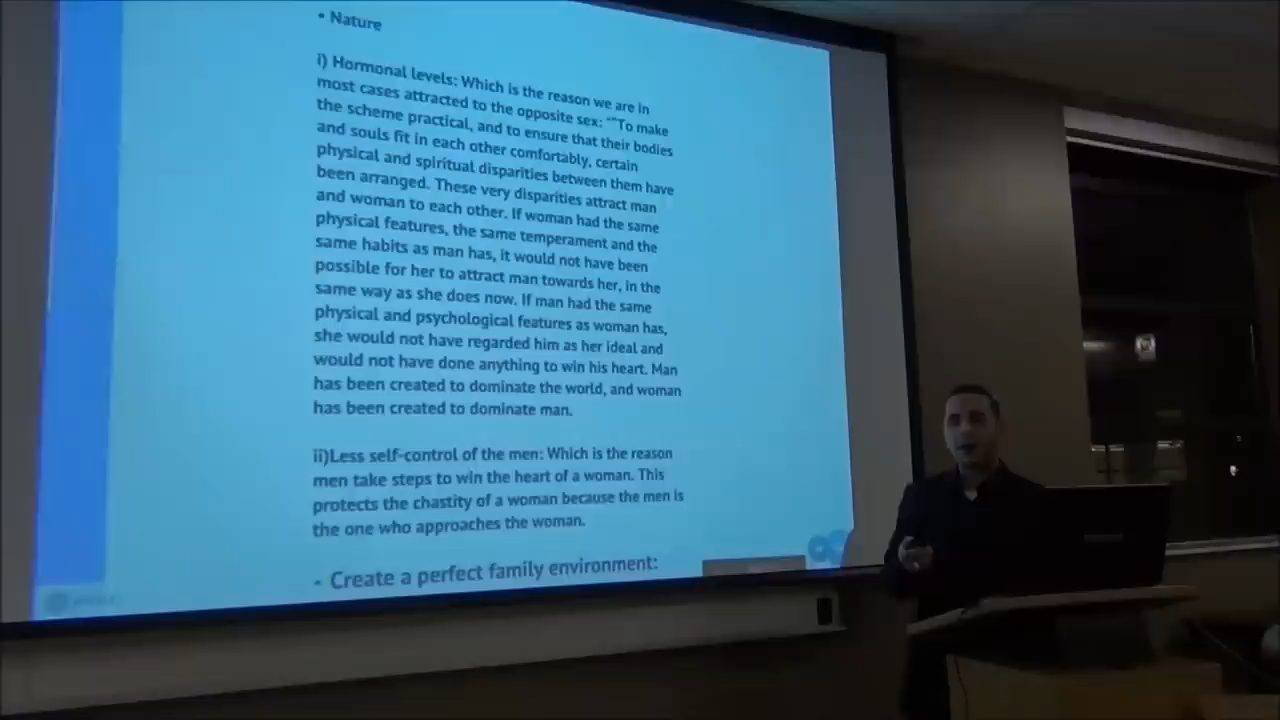 • Nature
i) Hormonal levels: Which is the reason we are in
most cases attracted to the opposite sex: ""To make
the scheme practical, and to ensure that their bodies
and souls fit in each other comfortably, certain
physical and spiritual disparities between them have
been arranged. These very disparities attract man
and woman to each other. If woman had the same
physical features, the same temperament and the
same habits as man has, it would not have been
possible for her to attract man towards her, in the
same way as she does now. If man had the same
physical and psychological features as woman has,
she would not have regarded him as her ideal and
would not have done anything to win his heart. Man
has been created to dominate the world, and woman
has been created to dominate man.
ii)Less self-control of the men: Which is the reason
men take steps to win the heart of a woman. This
protects the chastity of a woman because the men is
the one who approaches the woman.
• Create a perfect family environment: